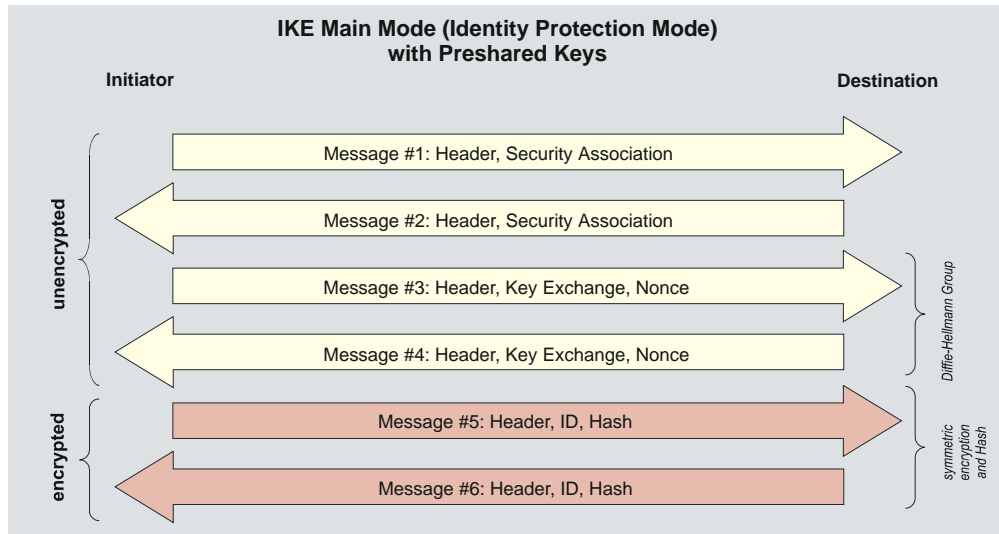 IKE Main Mode (Identity Protection Mode)
with Preshared Keys
Initiator
Destination
unencrypted
Message #1: Header, Security Association
Message #2: Header, Security Association
Message #3: Header, Key Exchange, Nonce
Message #4: Header, Key Exchange, Nonce
Diffie-Hellmann Group
encrypted
Message #5: Header, ID, Hash
Message #6: Header, ID, Hash
symmetric
encryption
and Hash